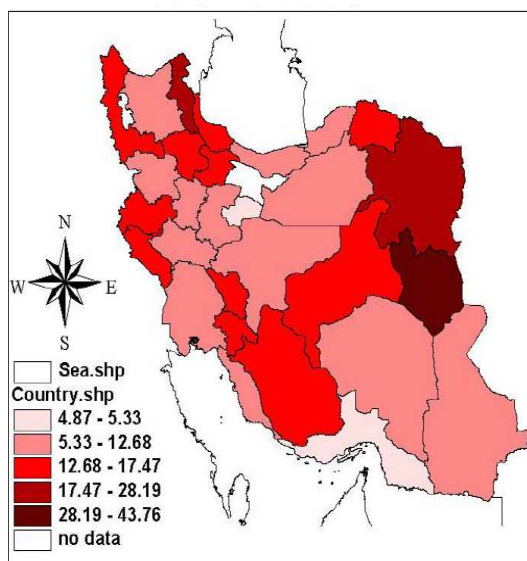 N
W E
S
Sea.shp
Country.shp
4.87 - 5.33
5.33 - 12.68
12.68 - 17.47
17.47 - 28.19
28.19 - 43.76
no data